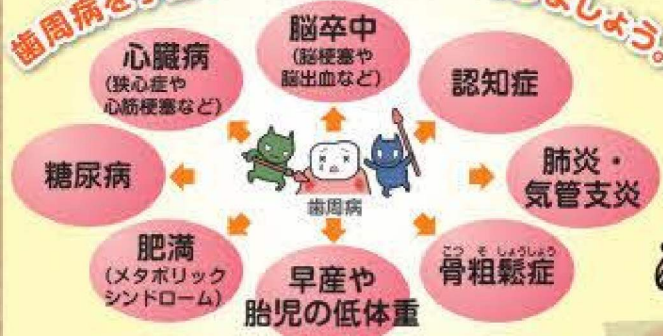 歯周病を
しょう。
脳卒中
(脳梗塞や
脳出血など)
心臓病
(狭心症や
心筋梗塞など)
認知症
糖尿病
歯周病
肺炎・
気管支炎
肥満
(メタボリック
シンドローム)
早産や
胎児の低体重
こつ そ しょうしょう
骨粗鬆症